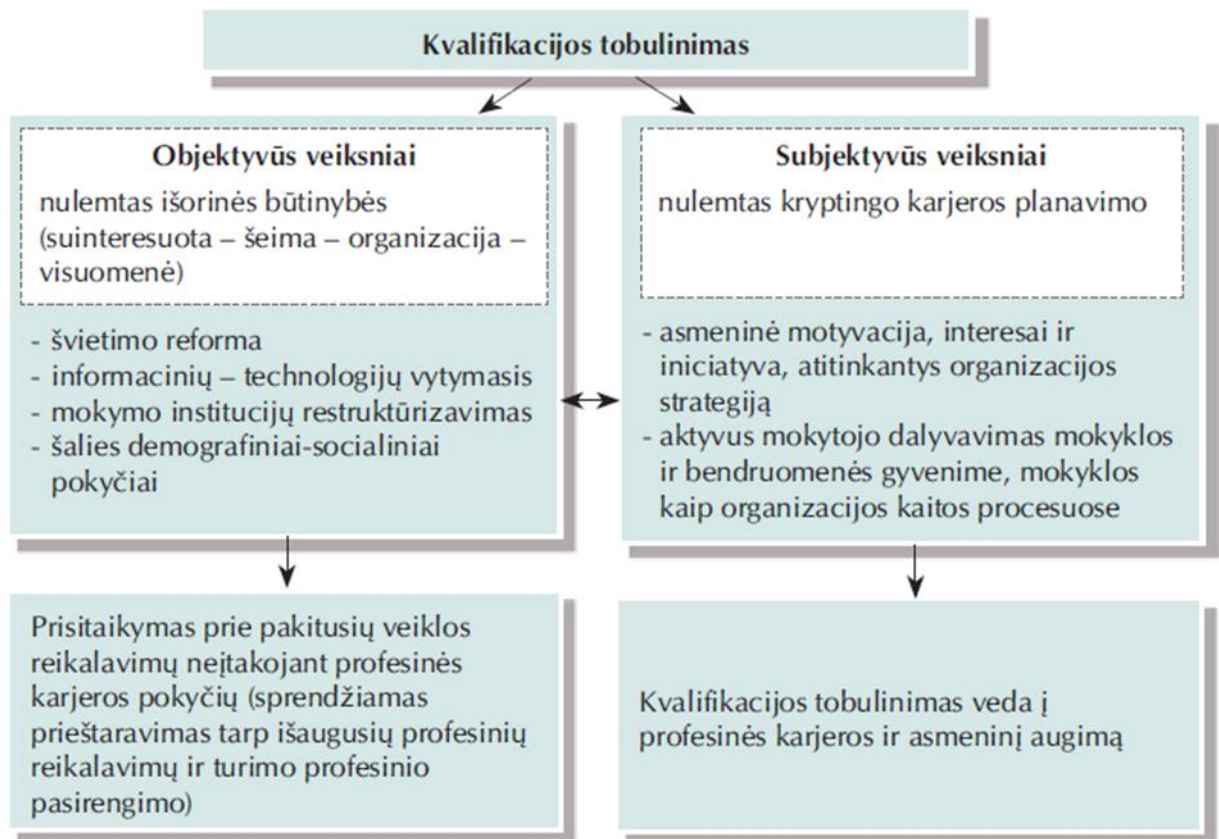 Kvalifikacijos tobulinimas
Objektyvūs veiksniai
nulemtas išorinės būtinybės
(suinteresuota – šeima – organizacija –
visuomenė)
- švietimo reforma
- informacinių – technologijų vytymasis
- mokymo institucijų restruktūrizavimas
- šalies demografiniai-socialiniai
pokyčiai
Subjektyvūs veiksniai
nulemtas kryptingo karjeros planavimo
- asmeninė motyvacija, interesai ir
iniciatyva, atitinkantys organizacijos
strategiją
- aktyvus mokytojo dalyvavimas mokyklos
ir bendruomenės gyvenime, mokyklos
kaip organizacijos kaitos procesuose
Prisitaikymas prie pakitusių veiklos
reikalavimų neįtakojant profesinės
karjeros pokyčių (sprendžiamas
prieštaravimas tarp išaugusių profesinių
reikalavimų ir turimo profesinio
pasirengimo)
Kvalifikacijos tobulinimas veda į
profesinės karjeros ir asmeninį augimą